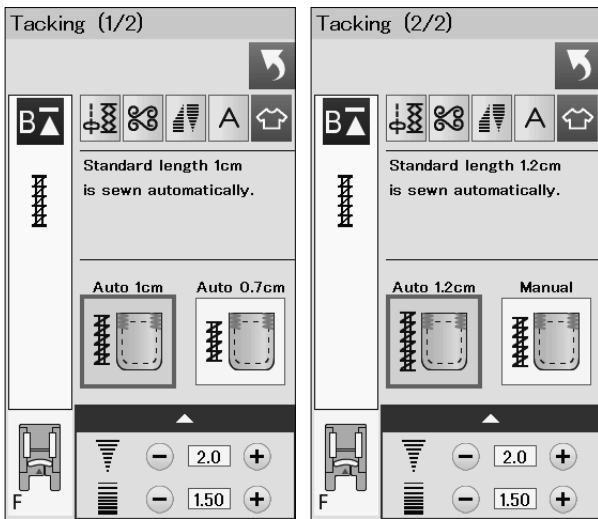 Tacking (1/2)
B
A
Standard length 1cm
is sewn automatically.
Auto 1cm Auto 0.7cm
2.0
1.50
F
Tacking (2/2)
B
A
Standard length 1.2cm
is sewn automatically.
Auto 1.2cm Manual
2.0
1.50
F